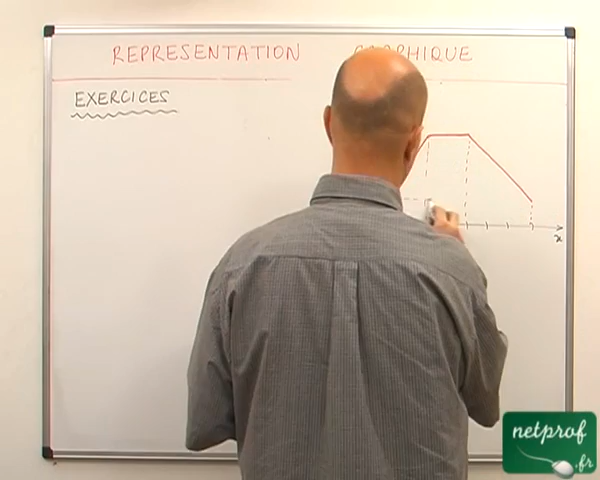 REPRESENTATION GRAPHIQUE
EXERCICES
x
netprof
.fr